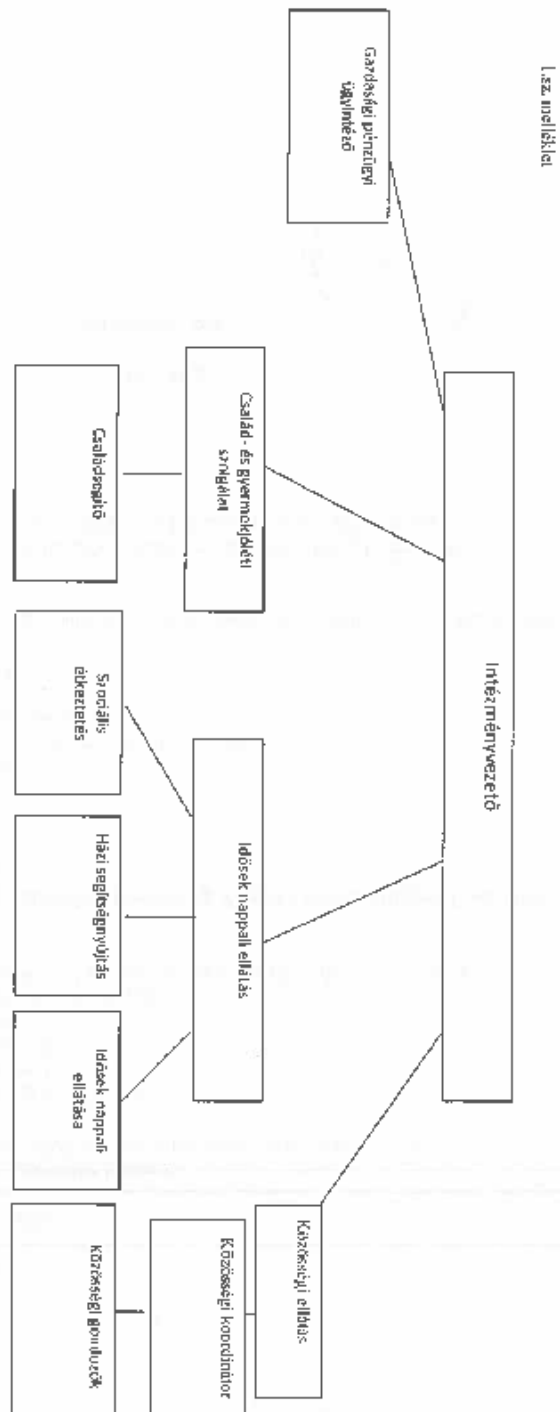 1.sz. melléklet
Intézményvezető
Gazdasági pénzügyi
ügyintéző
Család- és gyermekjóléti
szolgálat
Családsegítő
Idősek nappali ellátás
Szociális
étkeztetés
Házi segítségnyújtás
Idősek nappali
ellátása
Közösségi ellátás
Közösségi koordinátor
Közösségi gondozók